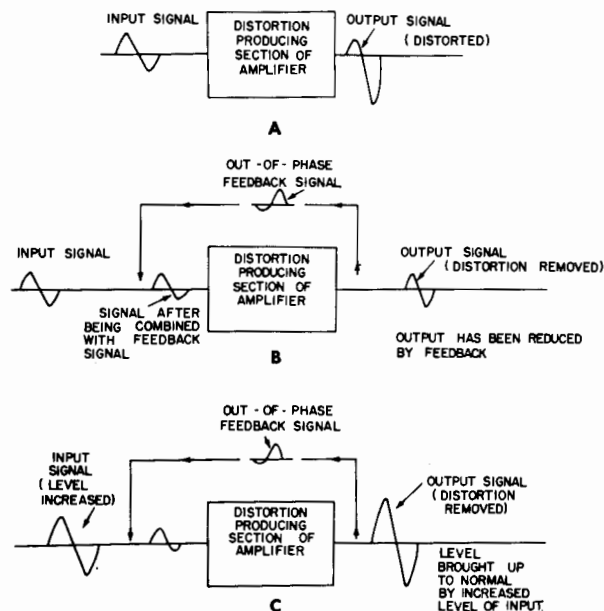 INPUT SIGNAL
DISTORTION
PRODUCING
SECTION OF
AMPLIFIER
OUTPUT SIGNAL
( DISTORTED )
A
OUT -OF-PHASE
FEEDBACK SIGNAL
INPUT SIGNAL
SIGNAL AFTER
BEING COMBINED
WITH FEEDBACK
SIGNAL
DISTORTION
PRODUCING
SECTION OF
AMPLIFIER
OUTPUT SIGNAL
(DISTORTION REMOVED)
OUTPUT HAS BEEN REDUCED
BY FEEDBACK
B
OUT -OF- PHASE
FEEDBACK SIGNAL
INPUT
SIGNAL
( LEVEL
INCREASED)
DISTORTION
PRODUCING
SECTION OF
AMPLIFIER
OUTPUT SIGNAL
(DISTORTION
REMOVED)
LEVEL
BROUGHT UP
TO NORMAL
BY INCREASED
LEVEL OF INPUT.
C